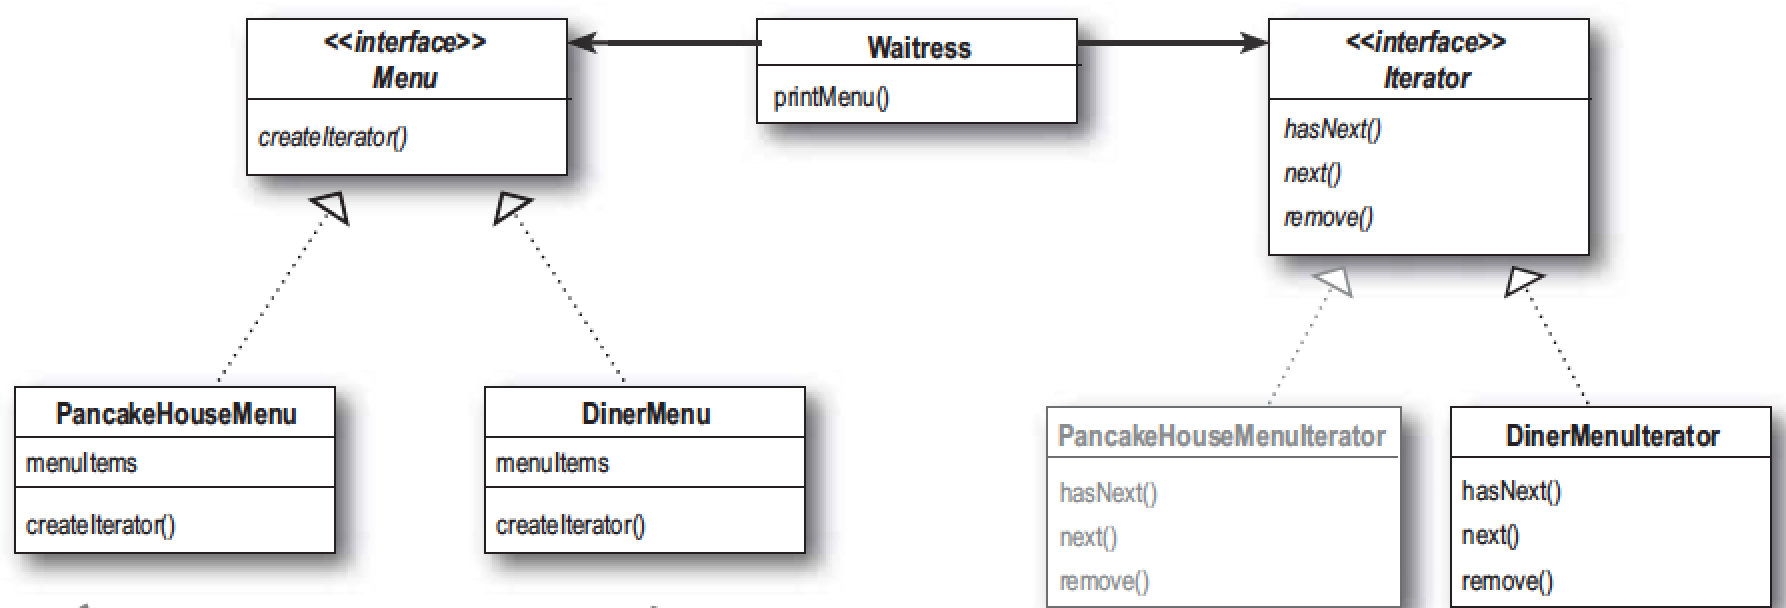 <<interface>>
Menu
createIterator()
Waitress
printMenu()
<<interface>>
Iterator
hasNext()
next()
remove()
PancakeHouseMenu
menuItems
createIterator()
DinerMenu
menuItems
createIterator()
PancakeHouseMenuIterator
hasNext()
next()
remove()
DinerMenuIterator
hasNext()
next()
remove()